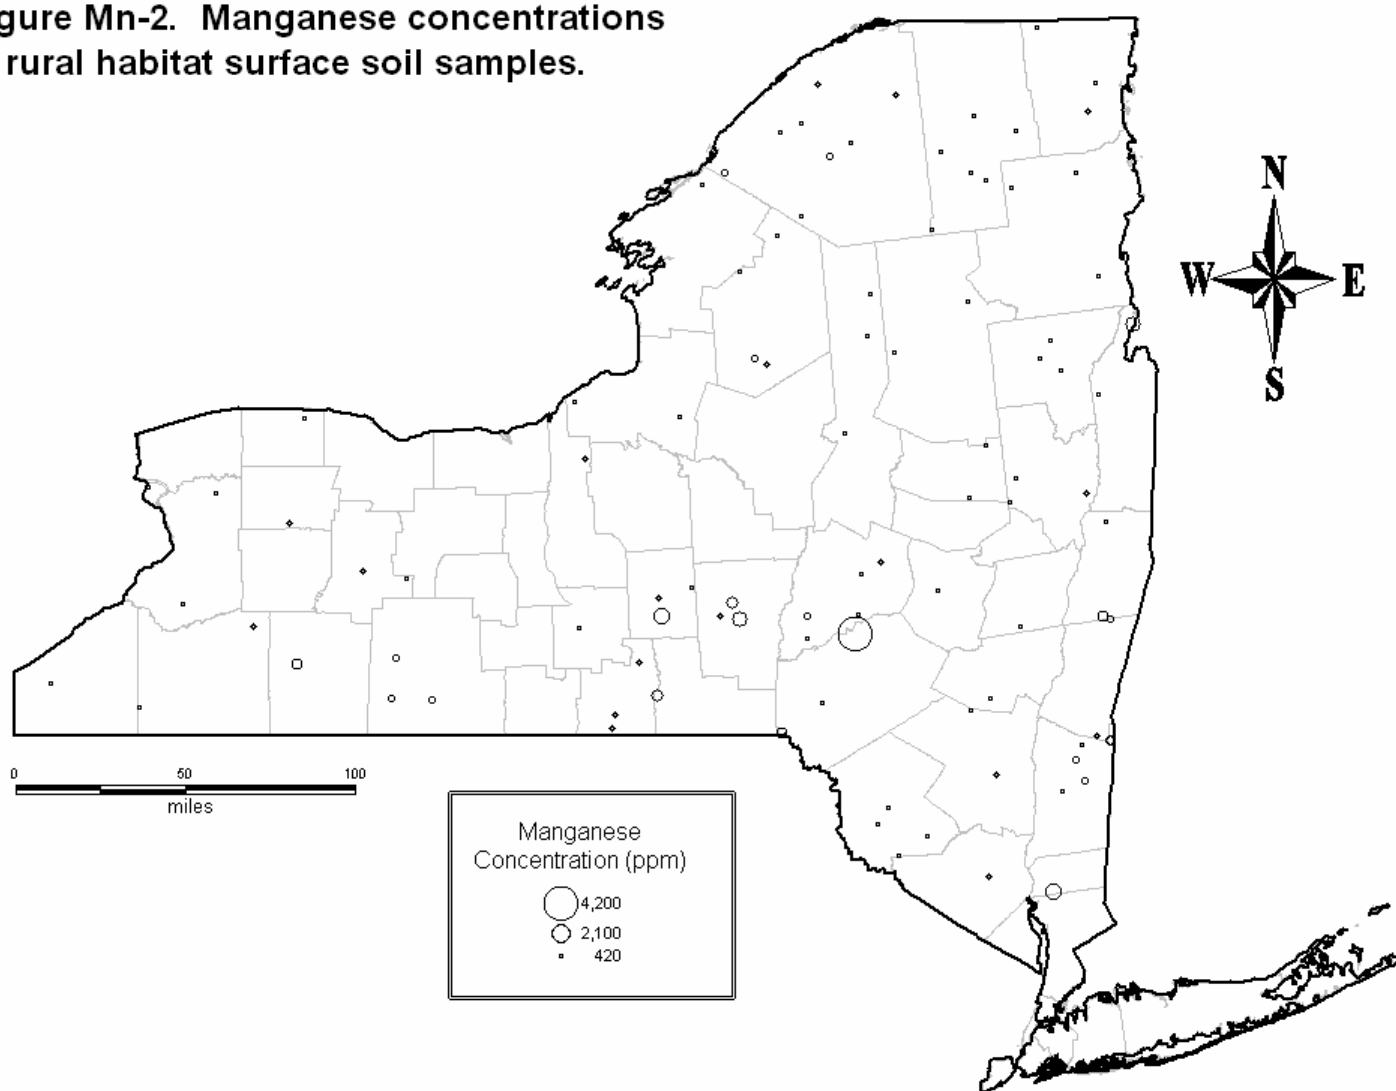 gure Mn-2. Manganese concentrations
rural habitat surface soil samples.
N
W
E
S
0 50 100
miles
Manganese
Concentration (ppm)
4,200
2,100
420